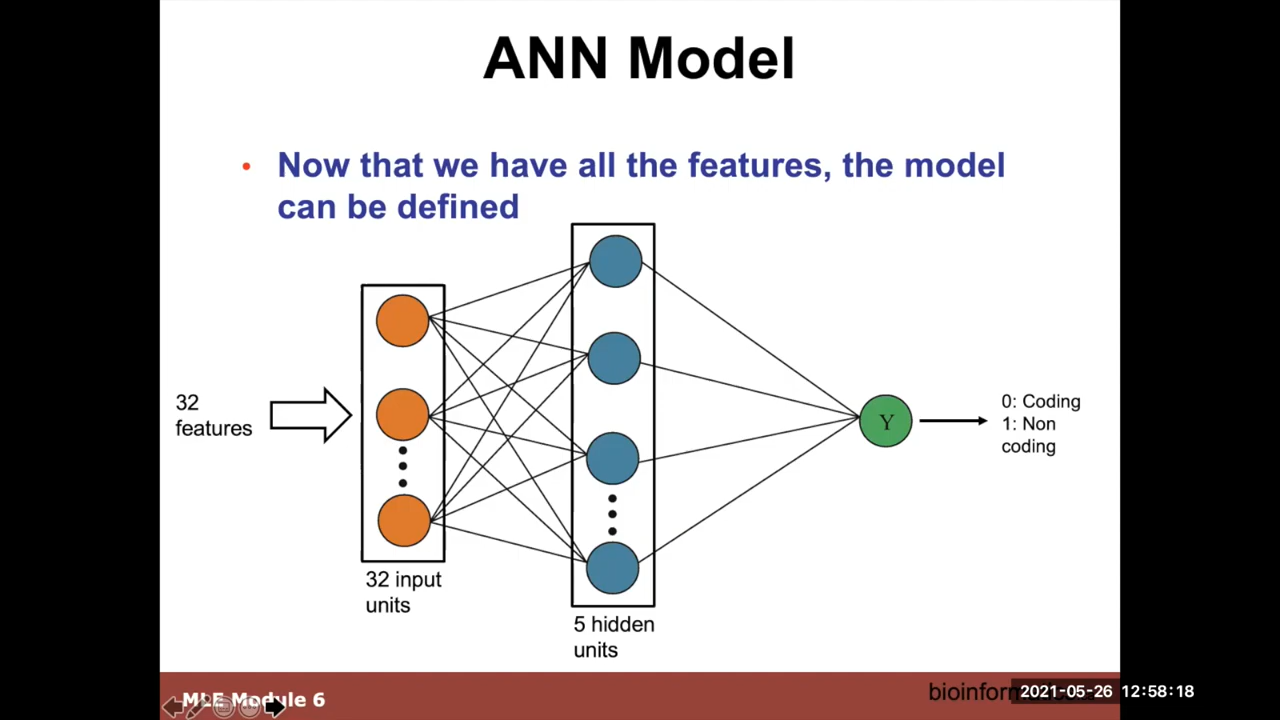 ANN Model
• Now that we have all the features, the model
can be defined
32
features
Y
0: Coding
1: Non
coding
32 input
units
5 hidden
units
MLE Module 6
2021-05-26 12:58:18